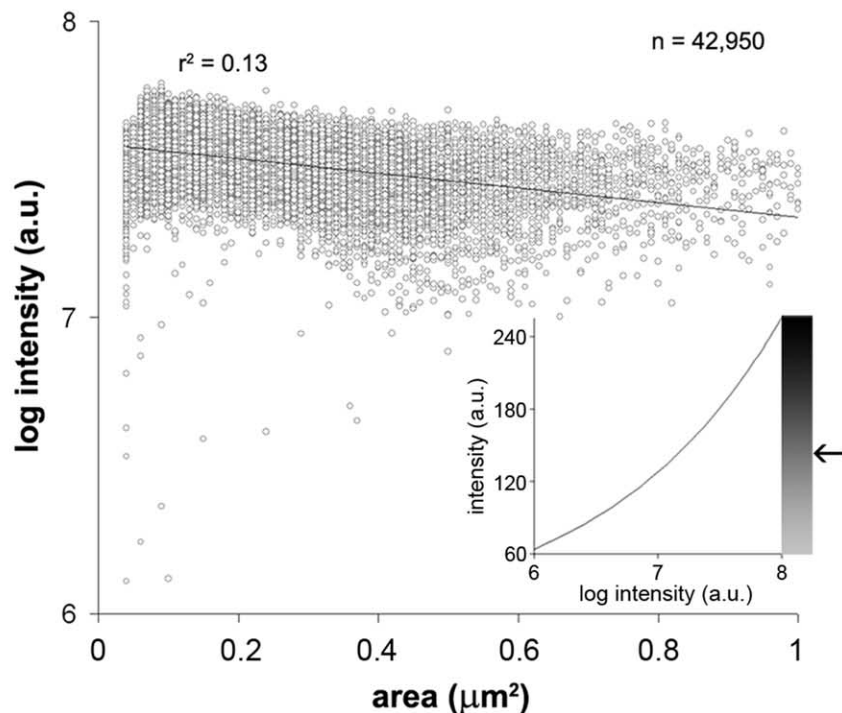 8
r² = 0.13
n = 42,950
log intensity (a.u.)
7
6
0
0.2
0.4
0.6
0.8
1
area (μm²)
intensity (a.u.)
240
180
120
60
6
7
8
log intensity (a.u.)